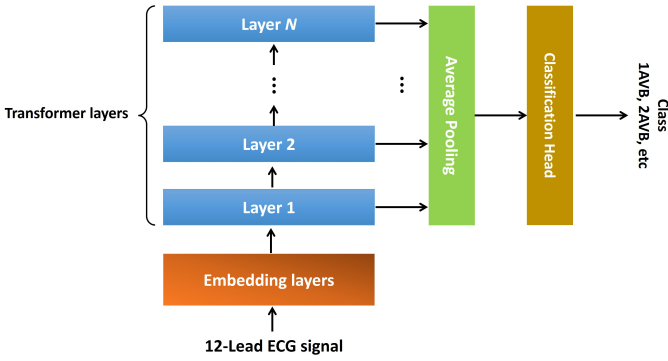 Layer N
Transformer layers
Layer 2
Layer 1
Embedding layers
12-Lead ECG signal
Average Pooling
Classification Head
Class
1AVB, 2AVB, etc